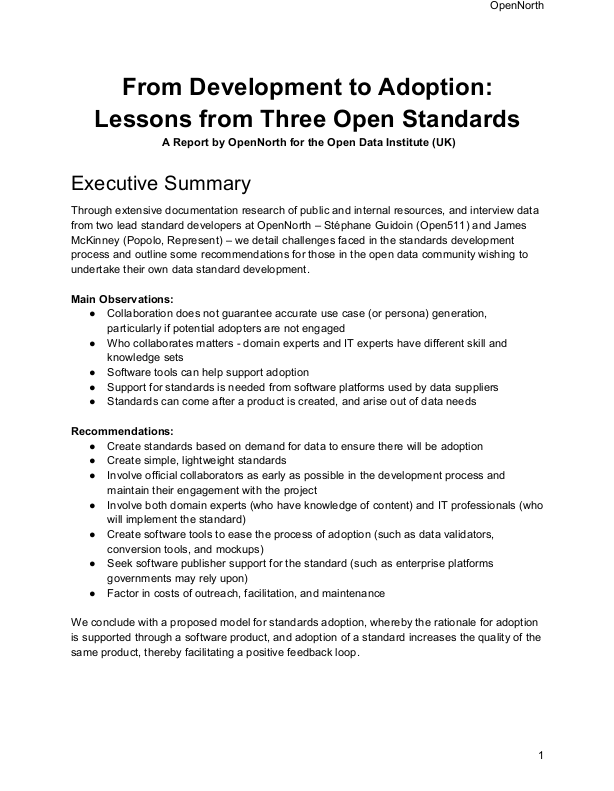 OpenNorth
From Development to Adoption:
Lessons from Three Open Standards
A Report by OpenNorth for the Open Data Institute (UK)
Executive Summary
Through extensive documentation research of public and internal resources, and interview data
from two lead standard developers at OpenNorth – Stéphane Guidoin (Open511) and James
McKinney (Popolo, Represent) – we detail challenges faced in the standards development
process and outline some recommendations for those in the open data community wishing to
undertake their own data standard development.
Main Observations:
● Collaboration does not guarantee accurate use case (or persona) generation,
particularly if potential adopters are not engaged
● Who collaborates matters - domain experts and IT experts have different skill and
knowledge sets
● Software tools can help support adoption
● Support for standards is needed from software platforms used by data suppliers
● Standards can come after a product is created, and arise out of data needs
Recommendations:
● Create standards based on demand for data to ensure there will be adoption
● Create simple, lightweight standards
● Involve official collaborators as early as possible in the development process and
maintain their engagement with the project
● Involve both domain experts (who have knowledge of content) and IT professionals (who
will implement the standard)
● Create software tools to ease the process of adoption (such as data validators,
conversion tools, and mockups)
● Seek software publisher support for the standard (such as enterprise platforms
governments may rely upon)
● Factor in costs of outreach, facilitation, and maintenance
We conclude with a proposed model for standards adoption, whereby the rationale for adoption
is supported through a software product, and adoption of a standard increases the quality of the
same product, thereby facilitating a positive feedback loop.
1